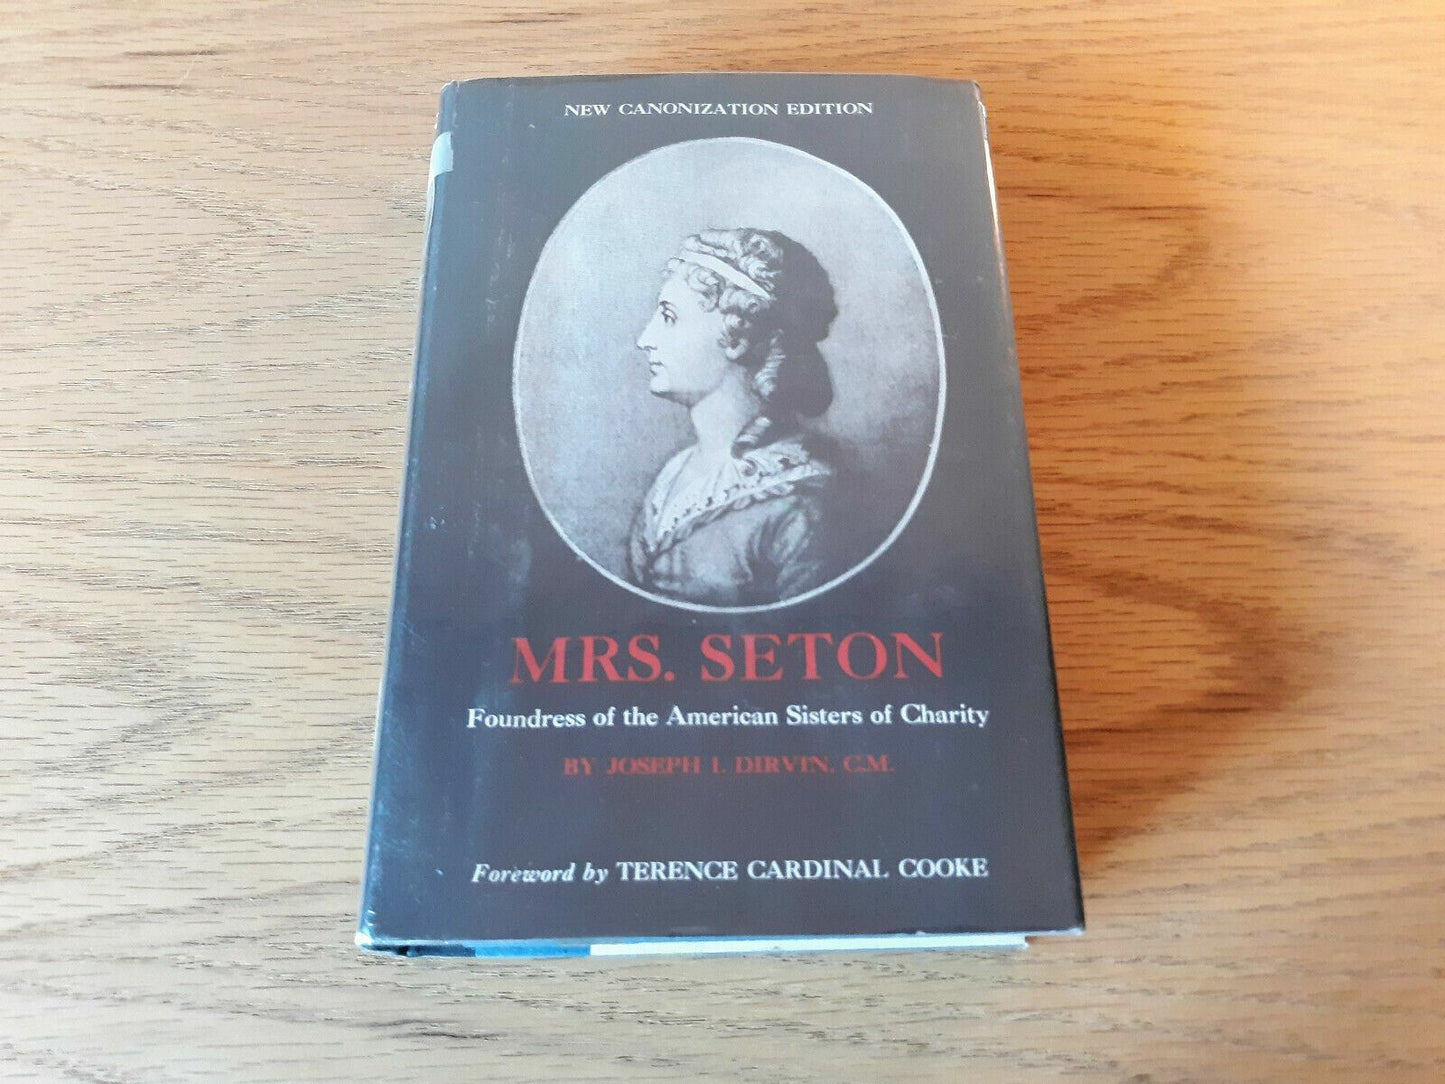 NEW CANONIZATION EDITION
MRS. SETON
Foundress of the American Sisters of Charity
BY JOSEPH I. DIRVIN, C.M.
Foreword by TERENCE CARDINAL COOKE